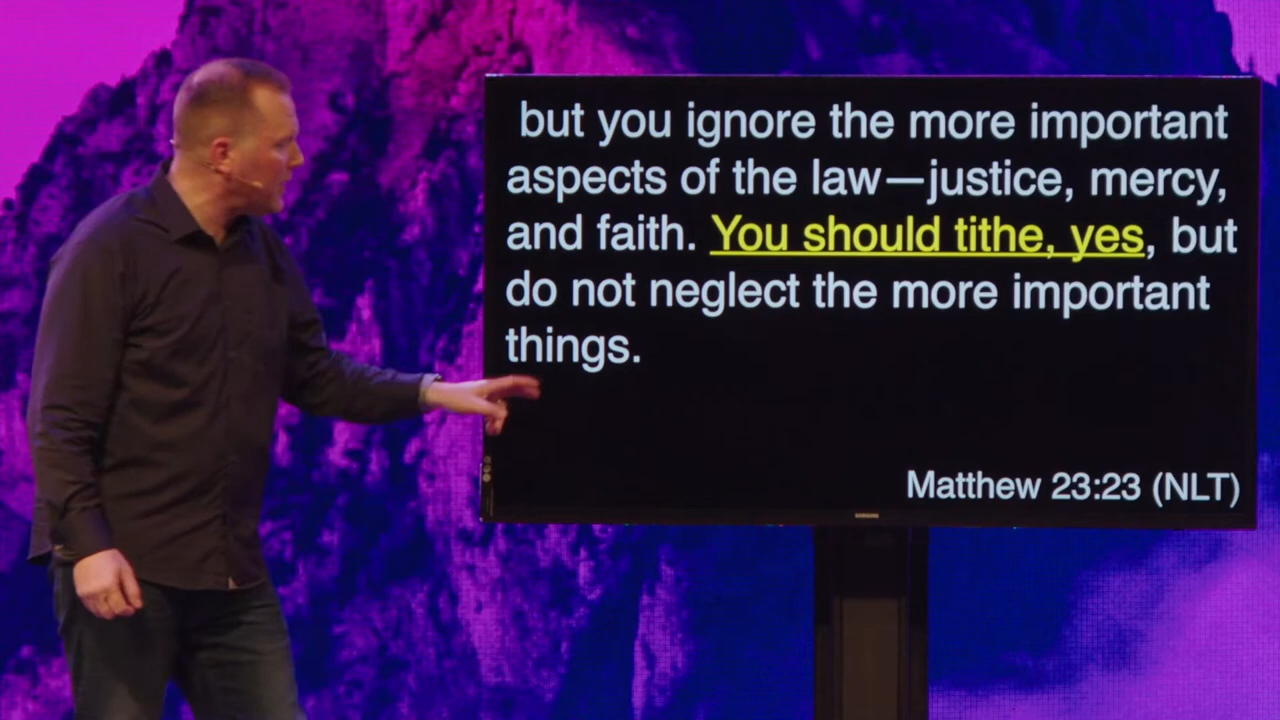 but you ignore the more important
aspects of the law—justice, mercy,
and faith. You should tithe, yes, but
do not neglect the more important
things.
Matthew 23:23 (NLT)
SAMSUNG